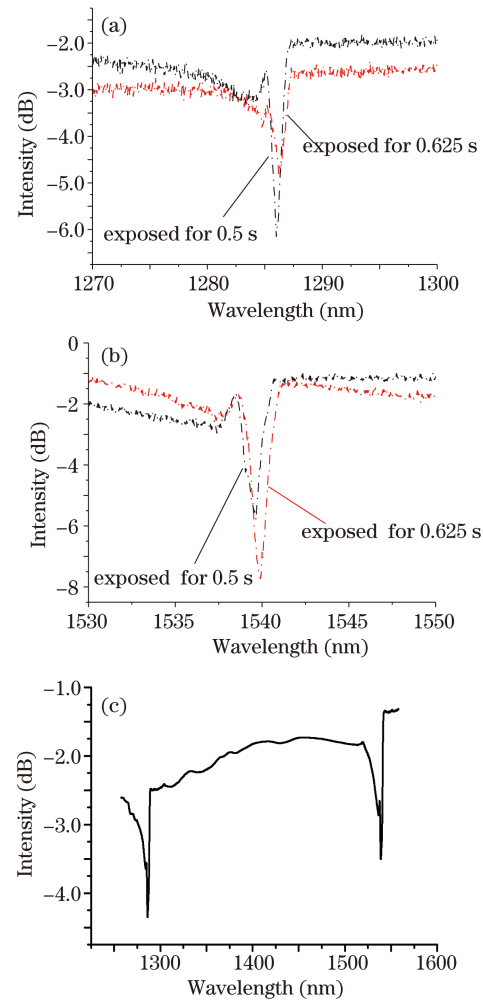 (a)
Intensity (dB)
−2.0
−3.0
−4.0
−5.0
−6.0
exposed for 0.625 s
exposed for 0.5 s
1270 1280 1290 1300
Wavelength (nm)
(b)
Intensity (dB)
0
−2
−4
−6
−8
exposed for 0.625 s
exposed for 0.5 s
1530 1535 1540 1545 1550
Wavelength (nm)
(c)
Intensity (dB)
−1.0
−2.0
−3.0
−4.0
1300 1400 1500 1600
Wavelength (nm)